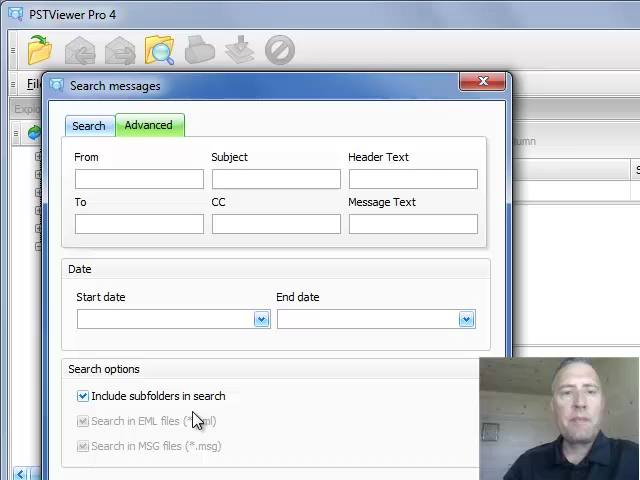 PSTViewer Pro 4
Search messages
Search Advanced
From Subject Header Text
To CC Message Text
Date
Start date End date
Search options
Include subfolders in search
Search in EML files
Search in MSG files (*.msg)